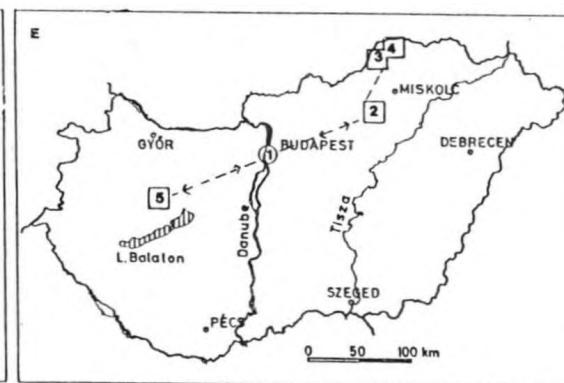 E
3 4
MISKOLC
2
GYŐR
1 BUDAPEST
DEBRECEN
5
Tisza
Danube
L. Balaton
SZEGED
PÉCS
0 50 100 km